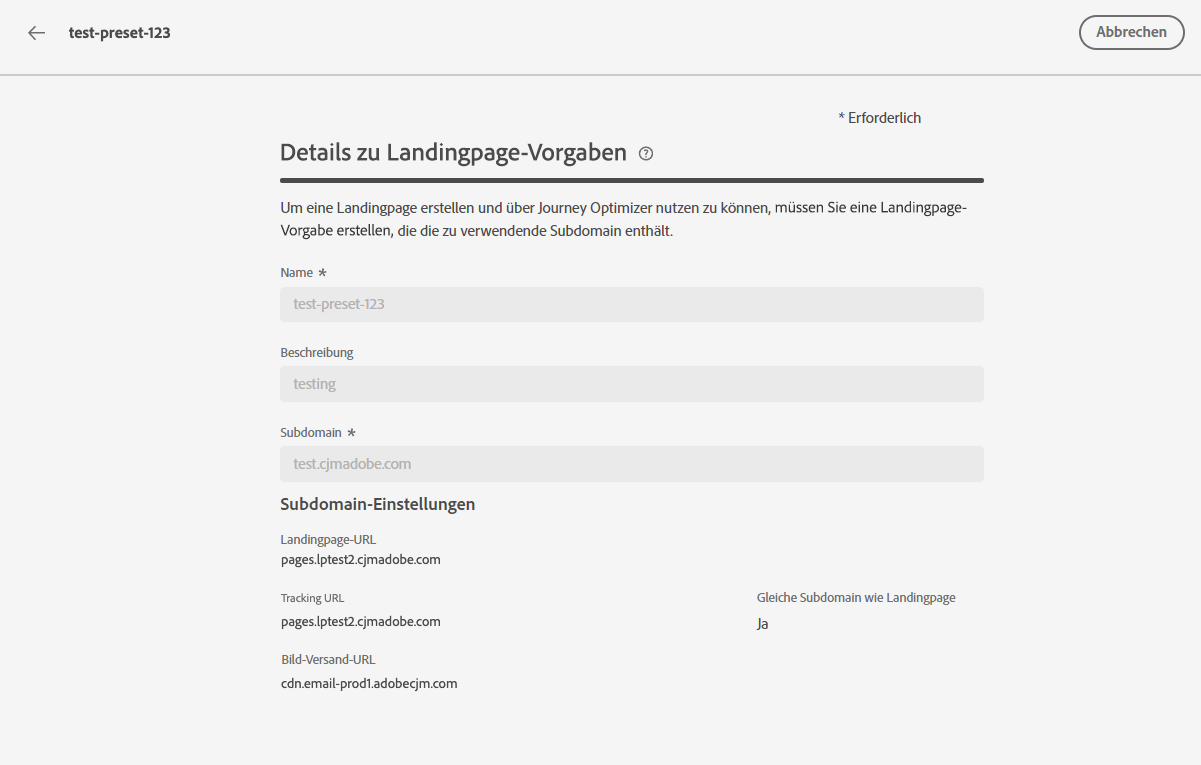 test-preset-123
Abbrechen
* Erforderlich
Details zu Landingpage-Vorgaben
Um eine Landingpage erstellen und über Journey Optimizer nutzen zu können, müssen Sie eine Landingpage-
Vorgabe erstellen, die die zu verwendende Subdomain enthält.
Name *
test-preset-123
Beschreibung
testing
Subdomain *
test.cjmadobe.com
Subdomain-Einstellungen
Landingpage-URL
pages.lptest2.cjmadobe.com
Tracking URL
pages.lptest2.cjmadobe.com
Gleiche Subdomain wie Landingpage
Ja
Bild-Versand-URL
cdn.email-prod1.adobecjm.com